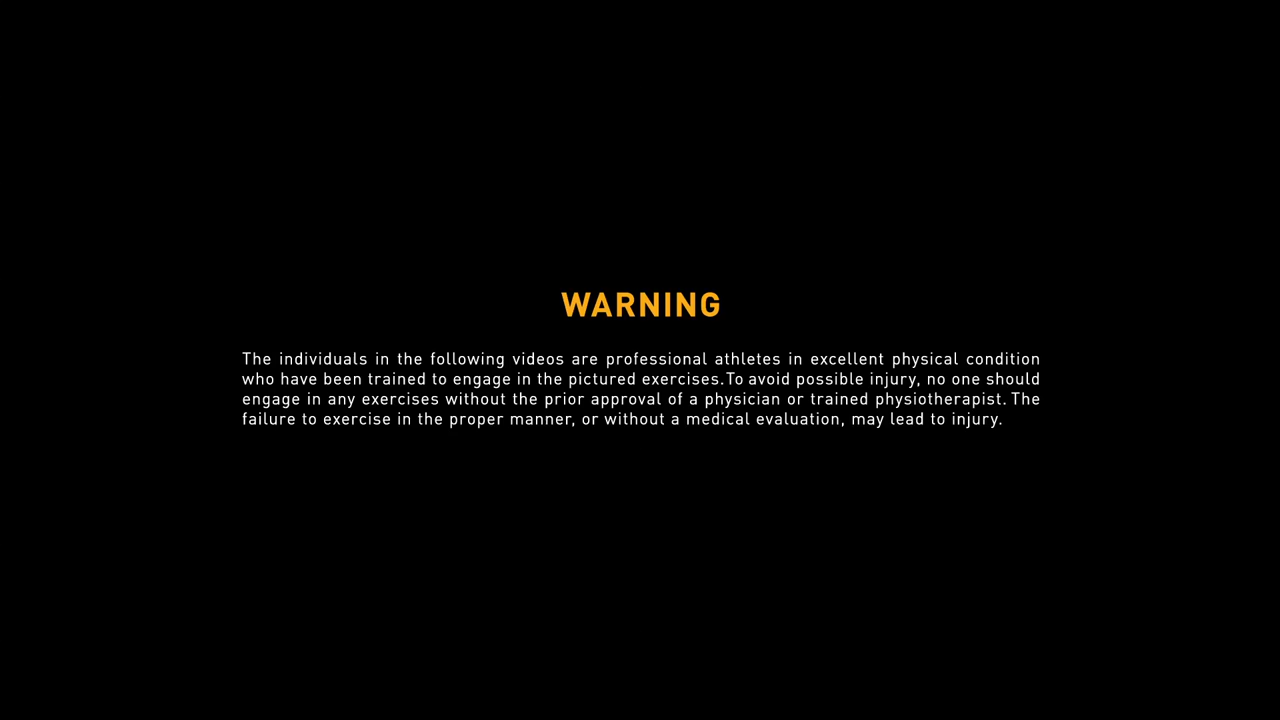 WARNING
The individuals in the following videos are professional athletes in excellent physical condition
who have been trained to engage in the pictured exercises.To avoid possible injury, no one should
engage in any exercises without the prior approval of a physician or trained physiotherapist. The
failure to exercise in the proper manner, or without a medical evaluation, may lead to injury.